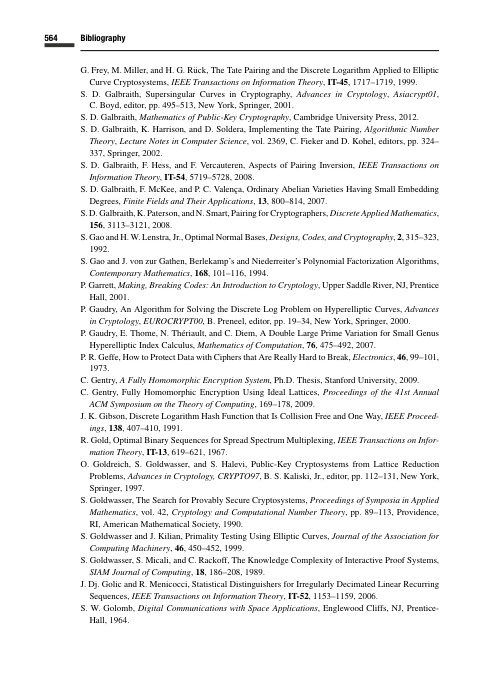 564 Bibliography
G. Frey, M. Miller, and H. G. Rück, The Tate Pairing and the Discrete Logarithm Applied to Elliptic
Curve Cryptosystems, IEEE Transactions on Information Theory, IT-45, 1717–1719, 1999.
S. D. Galbraith, Supersingular Curves in Cryptography, Advances in Cryptology, Asiacrypt01,
C. Boyd, editor, pp. 495–513, New York, Springer, 2001.
S. D. Galbraith, Mathematics of Public-Key Cryptography, Cambridge University Press, 2012.
S. D. Galbraith, K. Harrison, and D. Soldera, Implementing the Tate Pairing, Algorithmic Number
Theory, Lecture Notes in Computer Science, vol. 2369, C. Fieker and D. Kohel, editors, pp. 324–
337, Springer, 2002.
S. D. Galbraith, F. Hess, and F. Vercauteren, Aspects of Pairing Inversion, IEEE Transactions on
Information Theory, IT-54, 5719–5728, 2008.
S. D. Galbraith, F. McKee, and P. C. Valença, Ordinary Abelian Varieties Having Small Embedding
Degrees, Finite Fields and Their Applications, 13, 800–814, 2007.
S. D. Galbraith, K. Paterson, and N. Smart, Pairing for Cryptographers, Discrete Applied Mathematics,
156, 3113–3121, 2008.
S. Gao and H. W. Lenstra, Jr., Optimal Normal Bases, Designs, Codes, and Cryptography, 2, 315–323,
1992.
S. Gao and J. von zur Gathen, Berlekamp's and Niederreiter's Polynomial Factorization Algorithms,
Contemporary Mathematics, 168, 101–116, 1994.
P. Garrett, Making, Breaking Codes: An Introduction to Cryptology, Upper Saddle River, NJ, Prentice
Hall, 2001.
P. Gaudry, An Algorithm for Solving the Discrete Log Problem on Hyperelliptic Curves, Advances
in Cryptology, EUROCRYPT00, B. Preneel, editor, pp. 19–34, New York, Springer, 2000.
P. Gaudry, E. Thome, N. Thériault, and C. Diem, A Double Large Prime Variation for Small Genus
Hyperelliptic Index Calculus, Mathematics of Computation, 76, 475–492, 2007.
P. R. Geffe, How to Protect Data with Ciphers that Are Really Hard to Break, Electronics, 46, 99–101,
1973.
C. Gentry, A Fully Homomorphic Encryption System, Ph.D. Thesis, Stanford University, 2009.
C. Gentry, Fully Homomorphic Encryption Using Ideal Lattices, Proceedings of the 41st Annual
ACM Symposium on the Theory of Computing, 169–178, 2009.
J. K. Gibson, Discrete Logarithm Hash Function that Is Collision Free and One Way, IEEE Proceed-
ings, 138, 407–410, 1991.
R. Gold, Optimal Binary Sequences for Spread Spectrum Multiplexing, IEEE Transactions on Infor-
mation Theory, IT-13, 619–621, 1967.
O. Goldreich, S. Goldwasser, and S. Halevi, Public-Key Cryptosystems from Lattice Reduction
Problems, Advances in Cryptology, CRYPTO97, B. S. Kaliski, Jr., editor, pp. 112–131, New York,
Springer, 1997.
S. Goldwasser, The Search for Provably Secure Cryptosystems, Proceedings of Symposia in Applied
Mathematics, vol. 42, Cryptology and Computational Number Theory, pp. 89–113, Providence,
RI, American Mathematical Society, 1990.
S. Goldwasser and J. Kilian, Primality Testing Using Elliptic Curves, Journal of the Association for
Computing Machinery, 46, 450–452, 1999.
S. Goldwasser, S. Micali, and C. Rackoff, The Knowledge Complexity of Interactive Proof Systems,
SIAM Journal of Computing, 18, 186–208, 1989.
J. Dj. Golic and R. Menicocci, Statistical Distinguishers for Irregularly Decimated Linear Recurring
Sequences, IEEE Transactions on Information Theory, IT-52, 1153–1159, 2006.
S. W. Golomb, Digital Communications with Space Applications, Englewood Cliffs, NJ, Prentice-
Hall, 1964.